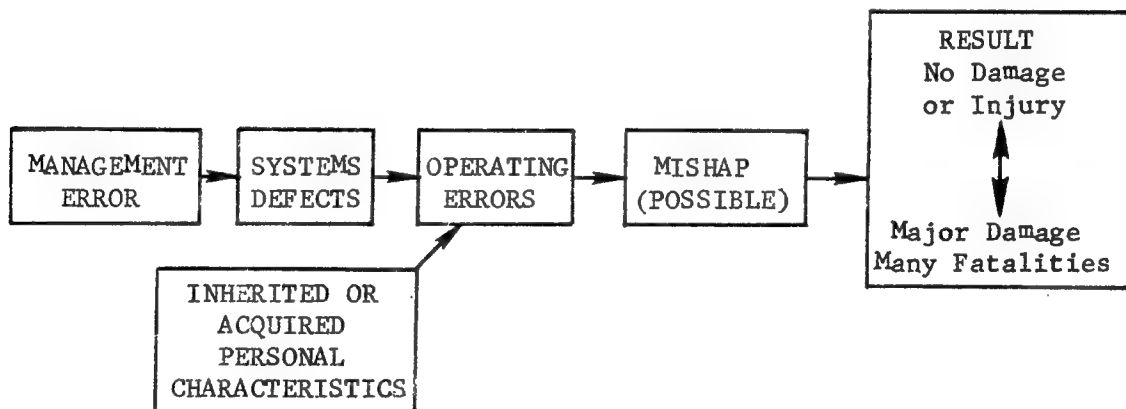 MANAGEMENT
ERROR
SYSTEMS
DEFECTS
OPERATING
ERRORS
MISHAP
(POSSIBLE)
RESULT
No Damage
or Injury
Major Damage
Many Fatalities
INHERITED OR
ACQUIRED
PERSONAL
CHARACTERISTICS